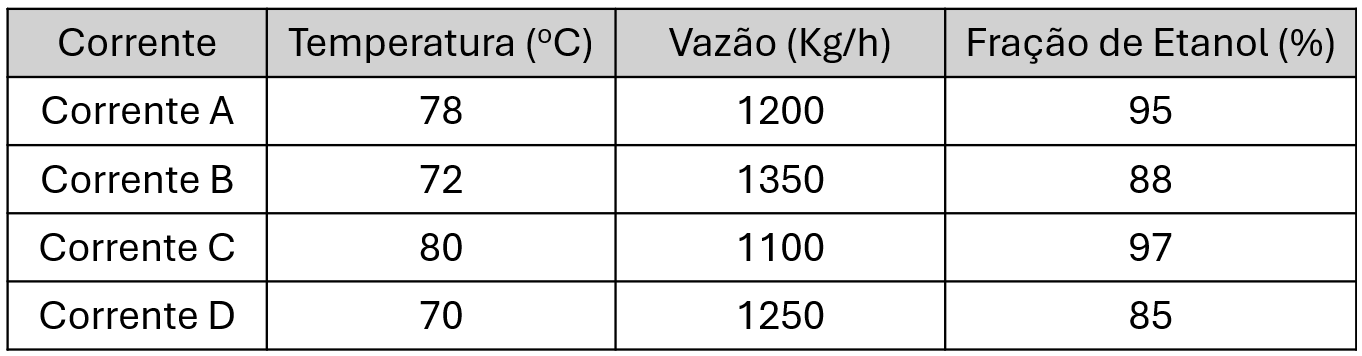 Corrente Temperatura (ºC) Vazão (Kg/h) Fração de Etanol (%)
Corrente A 78 1200 95
Corrente B 72 1350 88
Corrente C 80 1100 97
Corrente D 70 1250 85